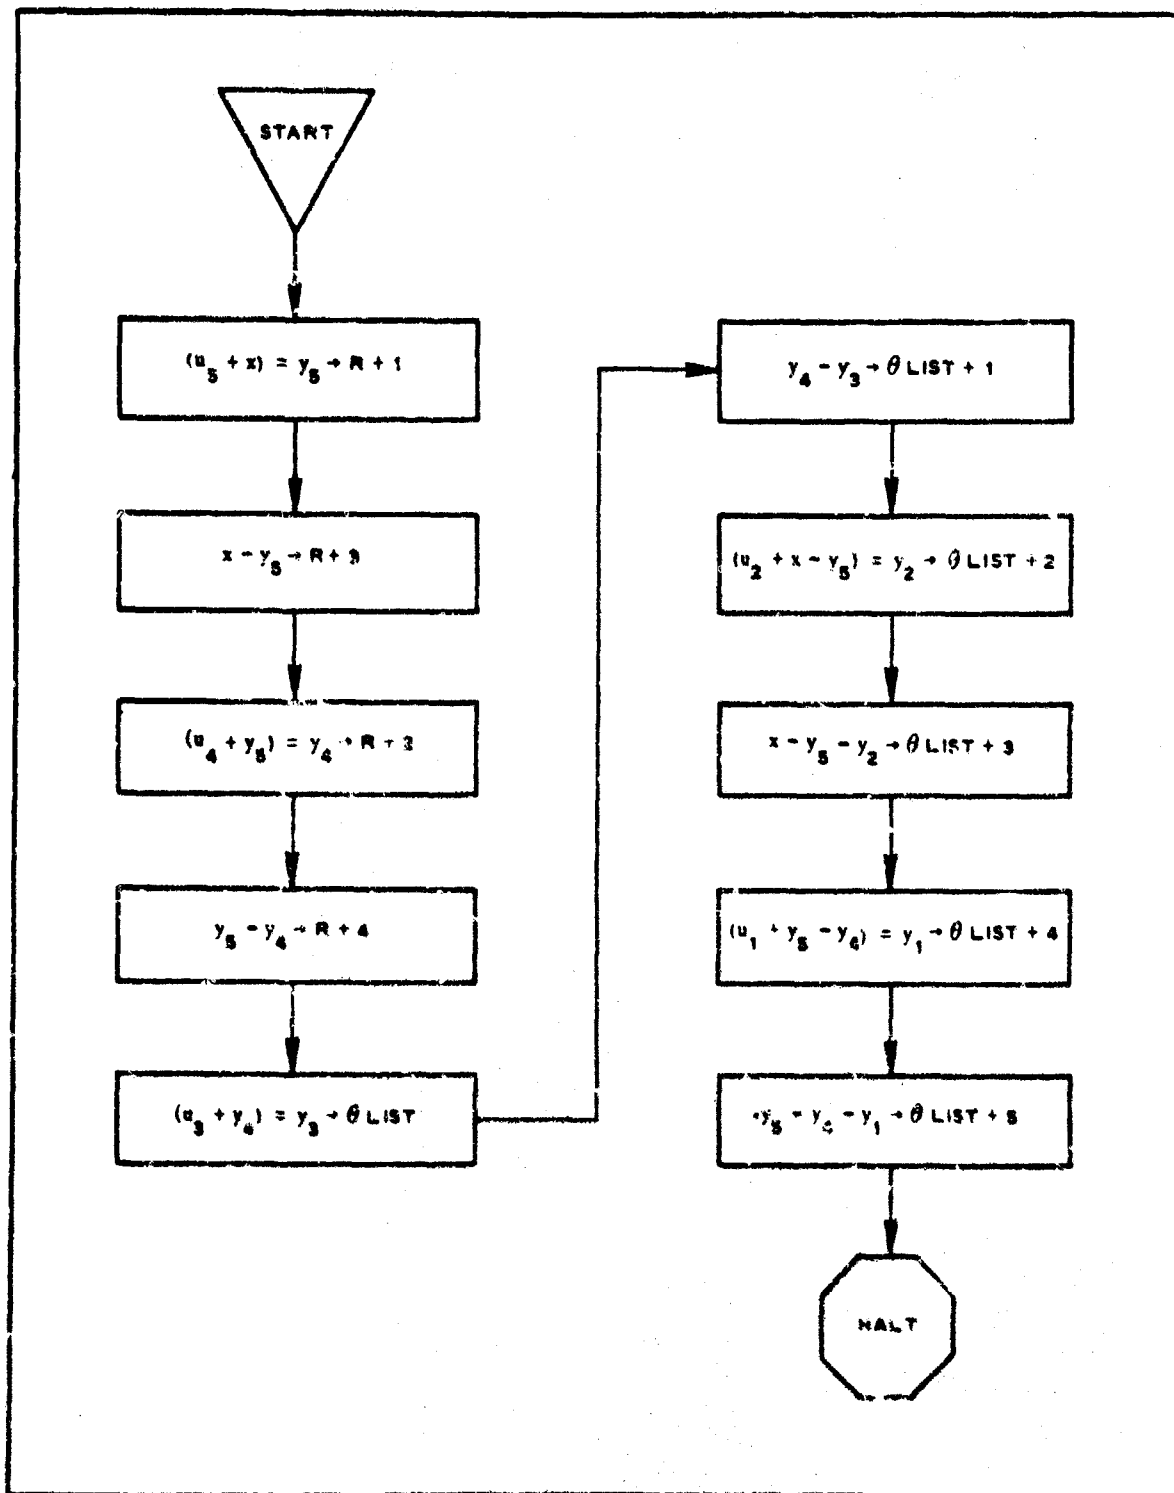 START
(u₅ + x) = y₅ → R + 1
x − y₅ → R +
(u₄ + y₅) = y₄ → R + 3
y₅ − y₄ → R + 4
(u₃ + y₄) = y₃ → θ LIST
y₄ − y₃ → θ LIST + 1
(u₂ + x − y₅) = y₂ → θ LIST + 2
x − y₅ − y₂ → θ LIST + 3
(u₁ + y₅ − y₄) = y₁ → θ LIST + 4
y₅ − y₄ − y₁ → θ LIST + 5
HALT